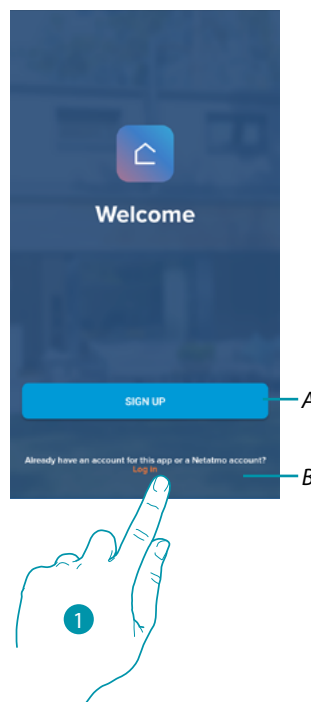 Welcome
SIGN UP
A
Already have an account for this app or a Netatmo account?
Log in
B
1